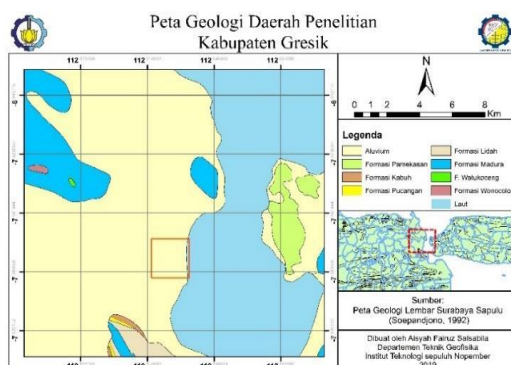 Peta Geologi Daerah Penelitian
Kabupaten Gresik
112 112 112 112
N
0 1 2 4 6 8
Km
Legenda
Aluvium
Formasi Pamekasan
Formasi Kabuh
Formasi Pucangan
Formasi Lidah
Formasi Madura
F. Watukoceng
Formasi Wonocolo
Laut
Sumber:
Peta Geologi Lembar Surabaya Sapulu
(Soepandjono, 1992)
Dibuat oleh Aisyah Fairuz Salsabila
Departemen Teknik Geofisika
Institut Teknologi sepuluh Nopember
2019